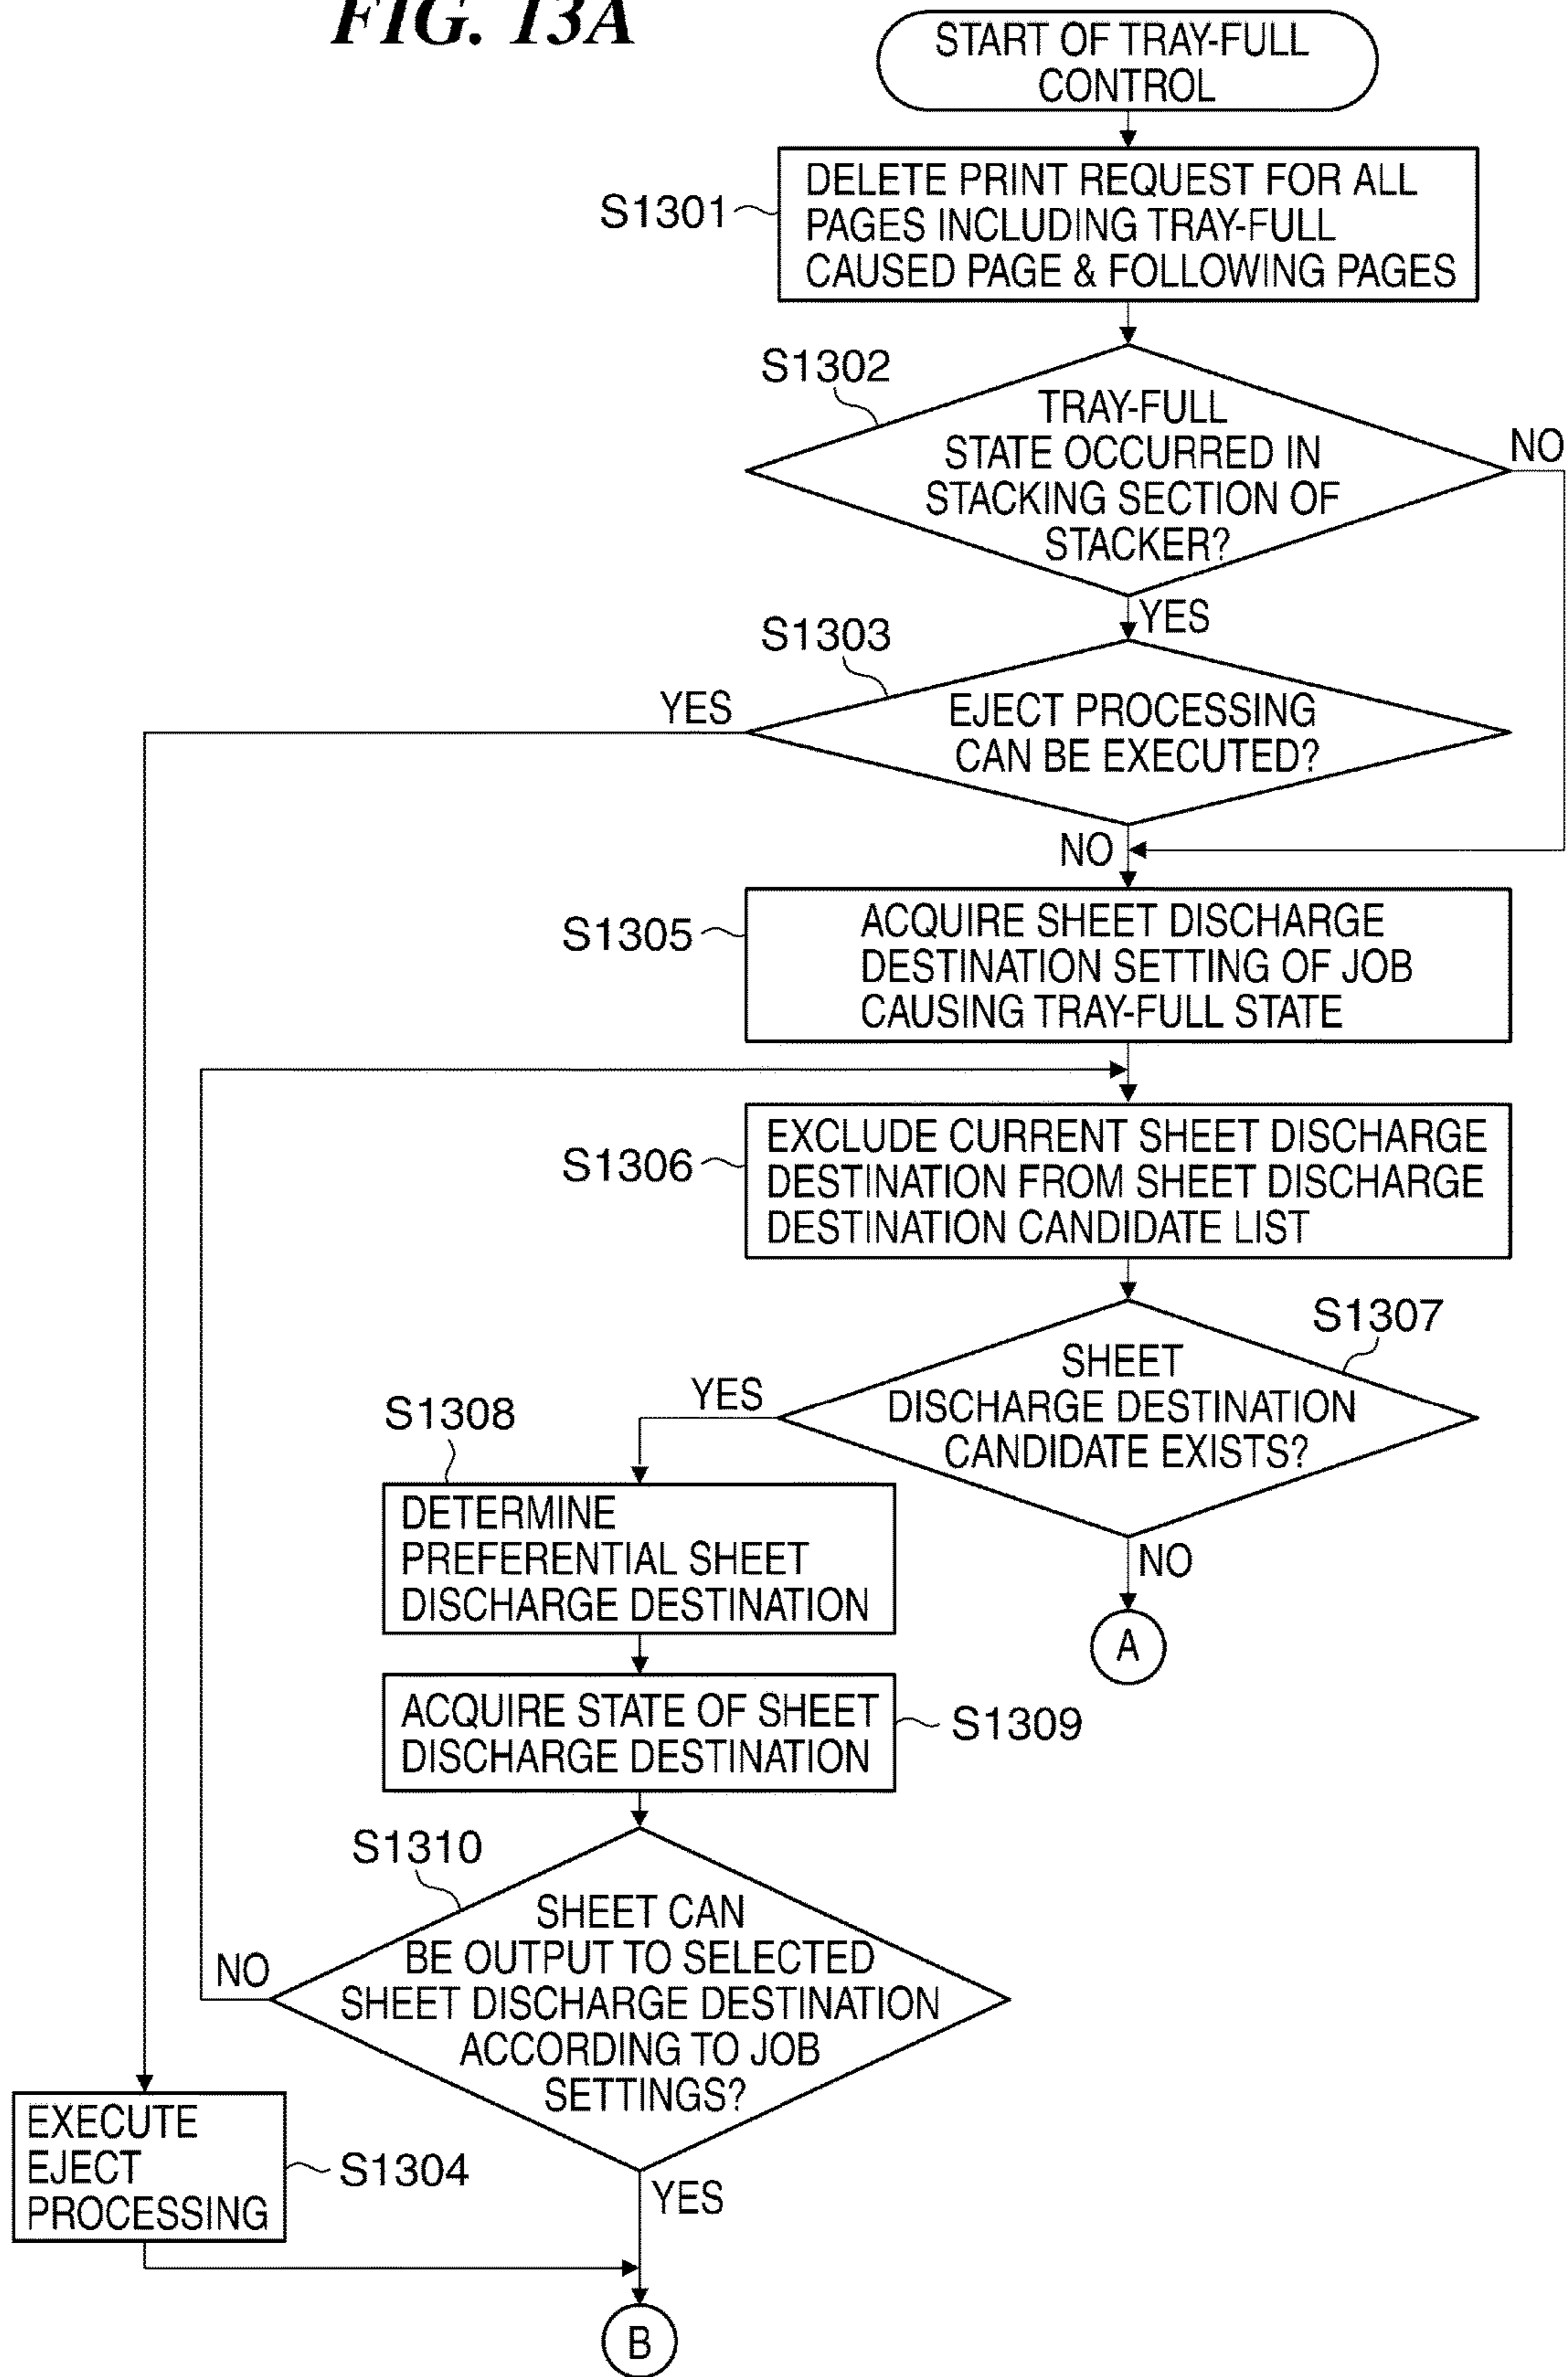 FIG. 13A
START OF TRAY-FULL
CONTROL
S1301
DELETE PRINT REQUEST FOR ALL
PAGES INCLUDING TRAY-FULL
CAUSED PAGE & FOLLOWING PAGES
S1302
TRAY-FULL
STATE OCCURRED IN
STACKING SECTION OF
STACKER?
NO
YES
S1303
EJECT PROCESSING
CAN BE EXECUTED?
YES
NO
S1305
ACQUIRE SHEET DISCHARGE
DESTINATION SETTING OF JOB
CAUSING TRAY-FULL STATE
S1306
EXCLUDE CURRENT SHEET DISCHARGE
DESTINATION FROM SHEET DISCHARGE
DESTINATION CANDIDATE LIST
S1307
SHEET
DISCHARGE DESTINATION
CANDIDATE EXISTS?
YES
NO
A
S1308
DETERMINE
PREFERENTIAL SHEET
DISCHARGE DESTINATION
ACQUIRE STATE OF SHEET
DISCHARGE DESTINATION
S1309
S1310
SHEET CAN
BE OUTPUT TO SELECTED
SHEET DISCHARGE DESTINATION
ACCORDING TO JOB
SETTINGS?
NO
YES
EXECUTE
EJECT
PROCESSING
S1304
B